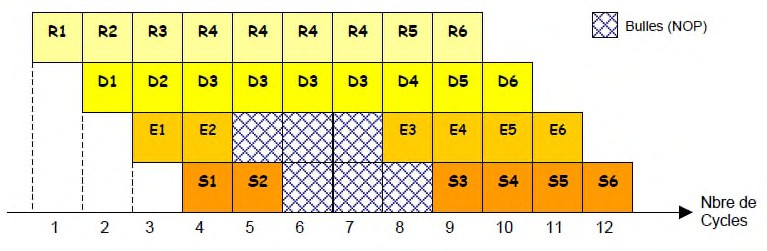 R1 R2 R3 R4 R4 R4 R4 R5 R6
Bulles (NOP)
D1 D2 D3 D3 D3 D3 D4 D5 D6
E1 E2 E3 E4 E5 E6
S1 S2 S3 S4 S5 S6
1 2 3 4 5 6 7 8 9 10 11 12
Nbre de
Cycles